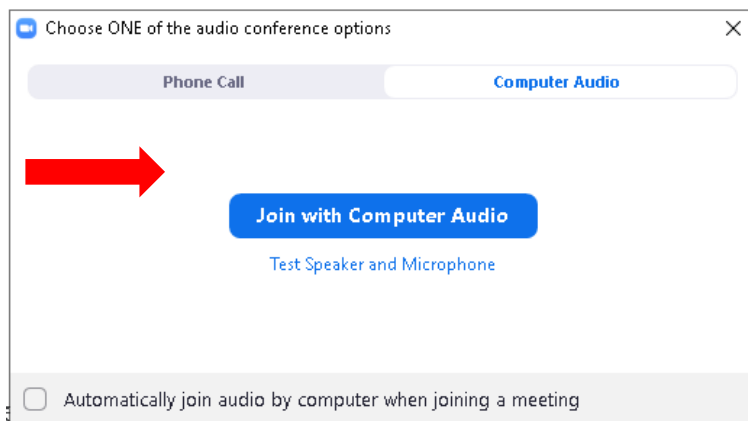 Choose ONE of the audio conference options
Phone Call
Computer Audio
Join with Computer Audio
Test Speaker and Microphone
Automatically join audio by computer when joining a meeting